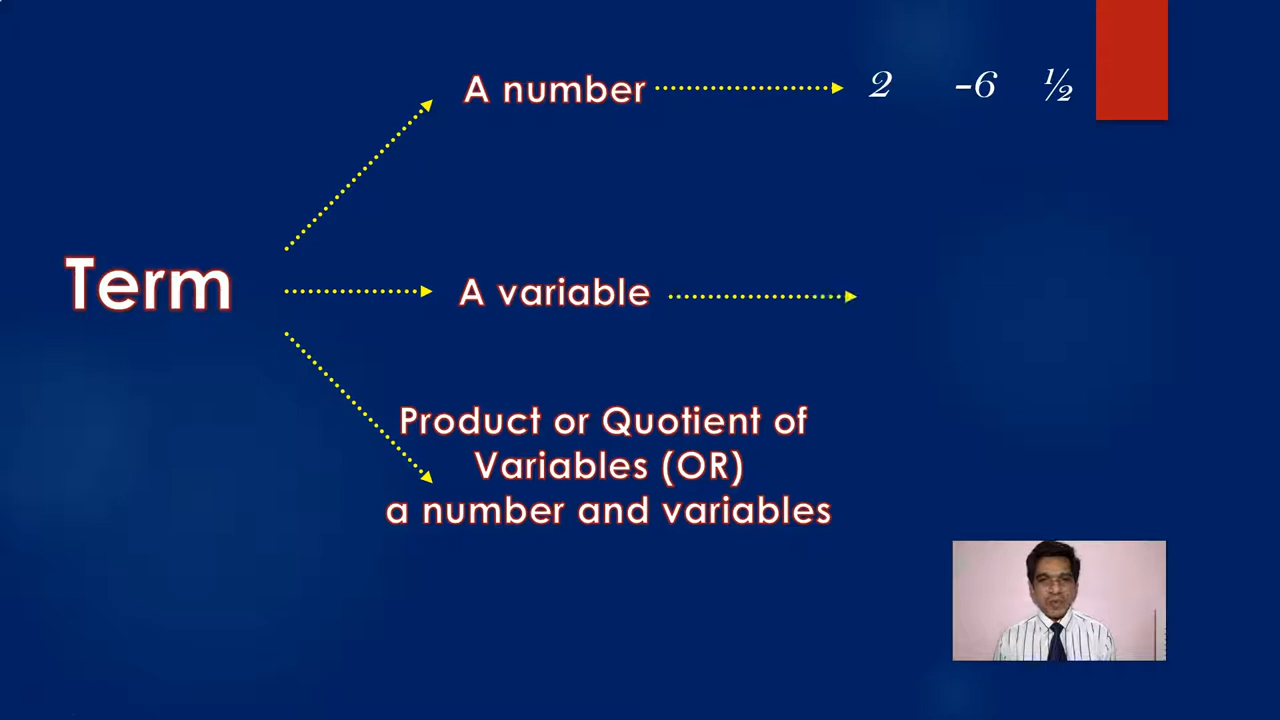 A number
2 -6 ½
Term
A variable
Product or Quotient of
Variables (OR)
a number and variables